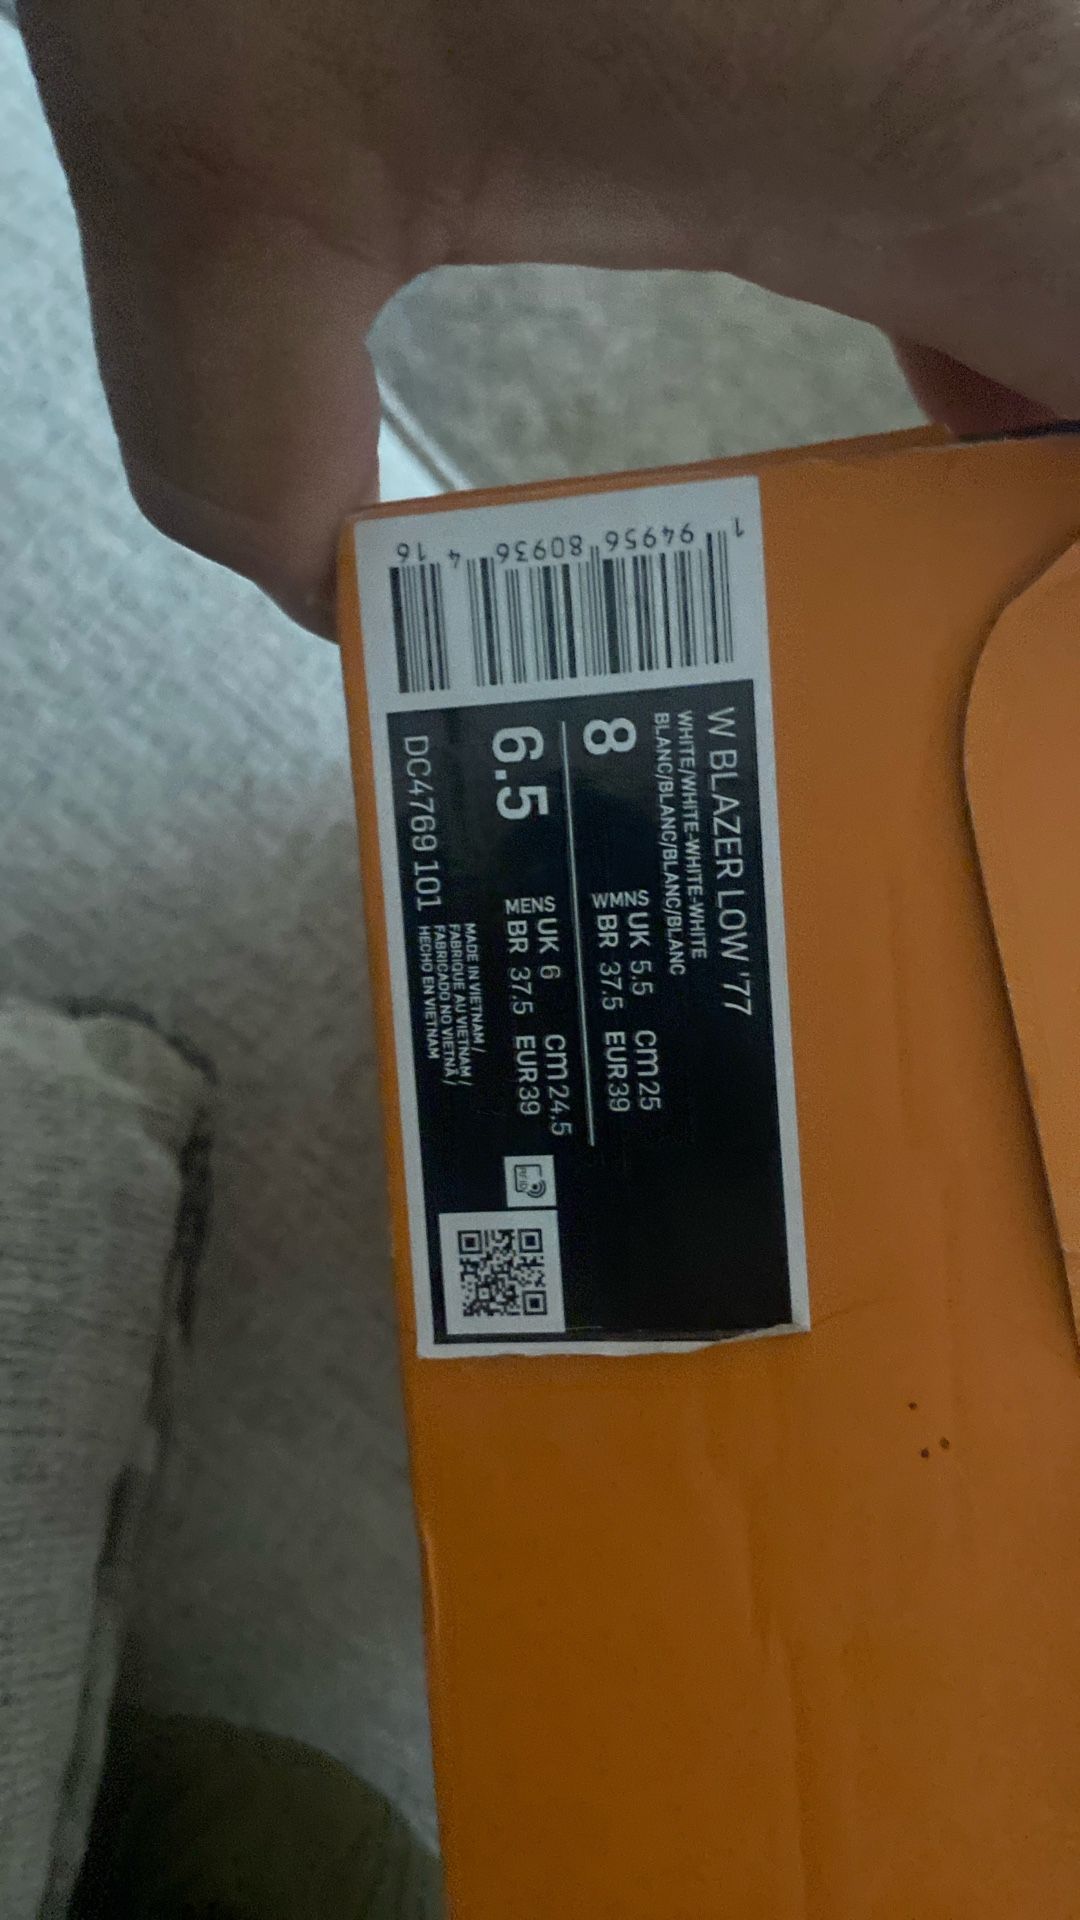 1 94956 80936 4 16
W BLAZER LOW '77
WHITE/WHITE-WHITE-WHITE
BLANC/BLANC/BLANC/BLANC
8 WMNS UK 5.5 cm 25
BR 37.5 EUR 39
6.5 MENS UK 6 cm 24.5
BR 37.5 EUR 39
DC4769 101
MADE IN VIETNAM /
FABRIQUE AU VIETNAM /
FABRICADO NO VIETNÃ /
HECHO EN VIETNAM
RFID